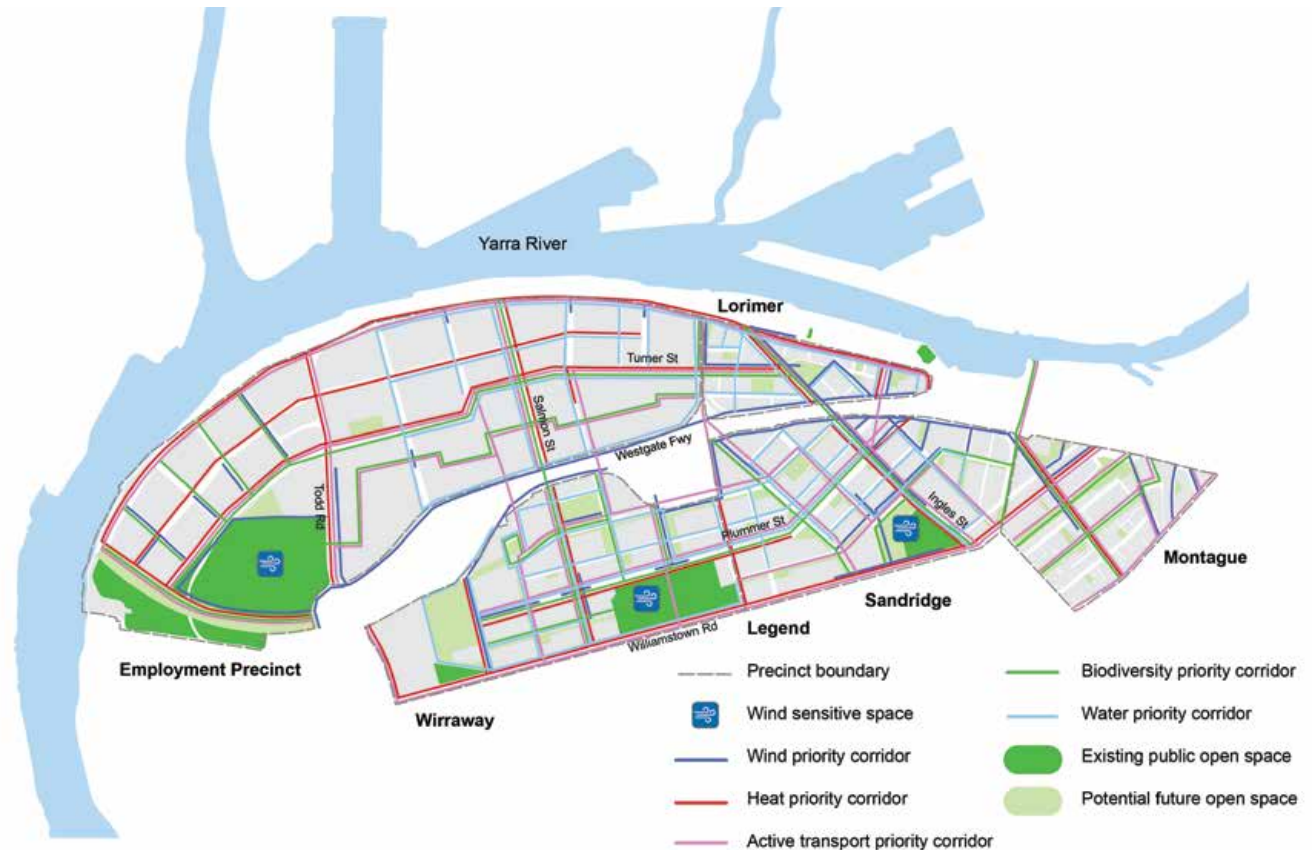 Yarra River
Lorimer
Turner St
Salmon St
Westgate Fwy
Todd Rd
Ingles St
Plummer St
Montague
Sandridge
Williamstown Rd
Employment Precinct
Wirraway
Legend
Precinct boundary
Wind sensitive space
Wind priority corridor
Heat priority corridor
Active transport priority corridor
Biodiversity priority corridor
Water priority corridor
Existing public open space
Potential future open space